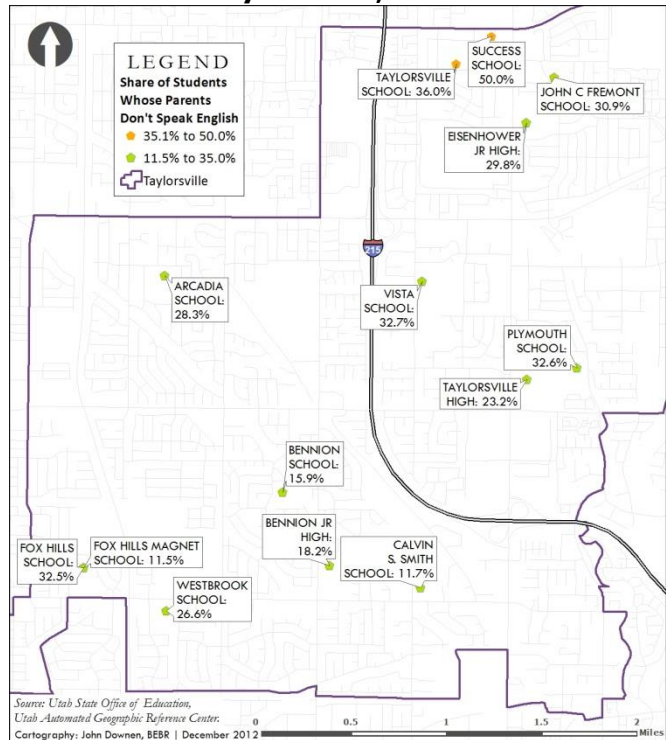 LEGEND
Share of Students
Whose Parents
Don't Speak English
35.1% to 50.0%
11.5% to 35.0%
Taylorsville
SUCCESS
SCHOOL:
50.0%
TAYLORSVILLE
SCHOOL: 36.0%
JOHN C FREMONT
SCHOOL: 30.9%
EISENHOWER
JR HIGH:
29.8%
215
ARCADIA
SCHOOL:
28.3%
VISTA
SCHOOL:
32.7%
PLYMOUTH
SCHOOL:
32.6%
TAYLORSVILLE
HIGH: 23.2%
BENNION
SCHOOL:
15.9%
BENNION JR
HIGH:
18.2%
CALVIN
S. SMITH
SCHOOL: 11.7%
FOX HILLS
SCHOOL:
32.5%
FOX HILLS MAGNET
SCHOOL: 11.5%
WESTBROOK
SCHOOL:
26.6%
Source: Utah State Office of Education,
Utah Automated Geographic Reference Center.
Cartography: John Downen, BEBR | December 2012
0 0.5 1 1.5 2
Miles